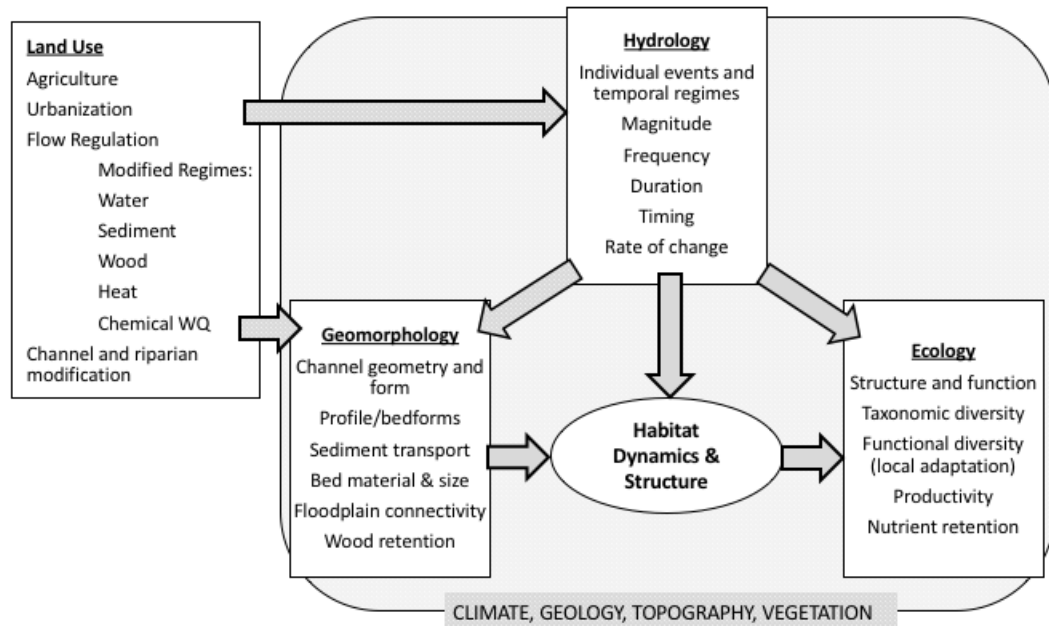 Land Use
Agriculture
Urbanization
Flow Regulation
Modified Regimes:
Water
Sediment
Wood
Heat
Chemical WQ
Channel and riparian
modification
Hydrology
Individual events and
temporal regimes
Magnitude
Frequency
Duration
Timing
Rate of change
Geomorphology
Channel geometry and
form
Profile/bedforms
Sediment transport
Bed material & size
Floodplain connectivity
Wood retention
Habitat
Dynamics &
Structure
Ecology
Structure and function
Taxonomic diversity
Functional diversity
(local adaptation)
Productivity
Nutrient retention
CLIMATE, GEOLOGY, TOPOGRAPHY, VEGETATION